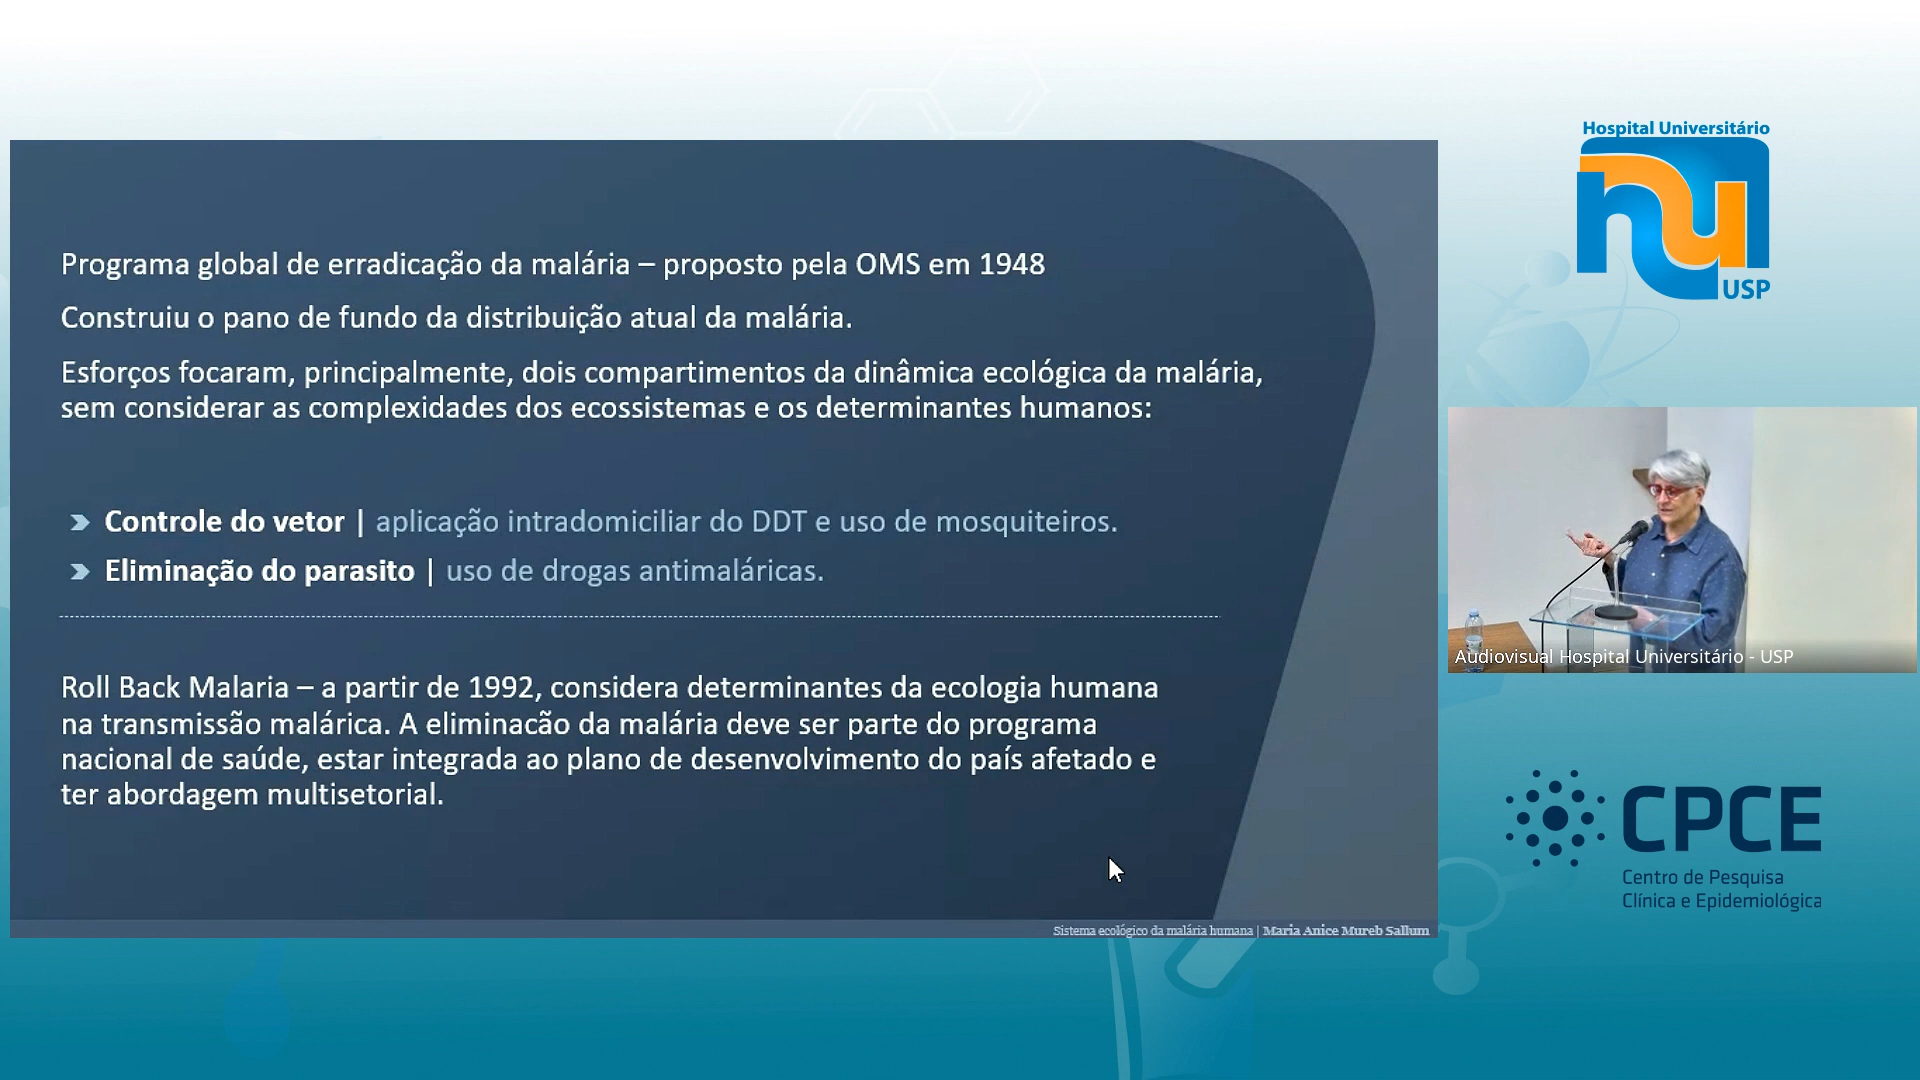 Hospital Universitário
hu
USP
Programa global de erradicação da malária – proposto pela OMS em 1948
Construiu o pano de fundo da distribuição atual da malária.
Esforços focaram, principalmente, dois compartimentos da dinâmica ecológica da malária,
sem considerar as complexidades dos ecossistemas e os determinantes humanos:
Controle do vetor | aplicação intradomiciliar do DDT e uso de mosquiteiros.
Eliminação do parasito | uso de drogas antimaláricas.
Roll Back Malaria – a partir de 1992, considera determinantes da ecologia humana
na transmissão malárica. A eliminacão da malária deve ser parte do programa
nacional de saúde, estar integrada ao plano de desenvolvimento do país afetado e
ter abordagem multisetorial.
Sistema ecológico da malária humana | Maria Anice Mureb Sallum
Audiovisual Hospital Universitário - USP
CPCE
Centro de Pesquisa
Clínica e Epidemiológica